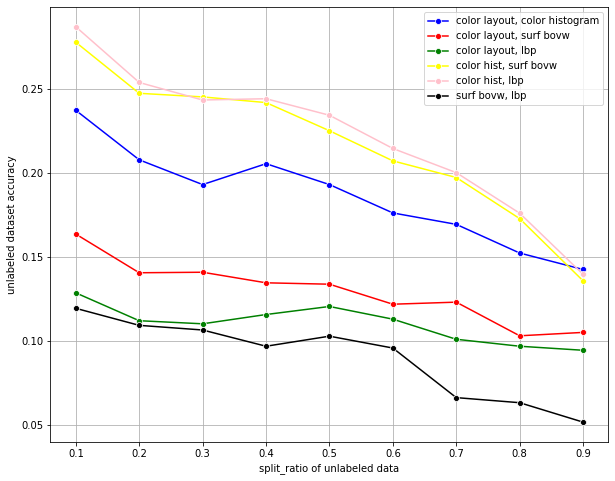 color layout, color histogram
color layout, surf bovw
color layout, lbp
color hist, surf bovw
color hist, lbp
surf bovw, lbp
unlabeled dataset accuracy
0.25
0.20
0.15
0.10
0.05
0.1 0.2 0.3 0.4 0.5 0.6 0.7 0.8 0.9
split_ratio of unlabeled data